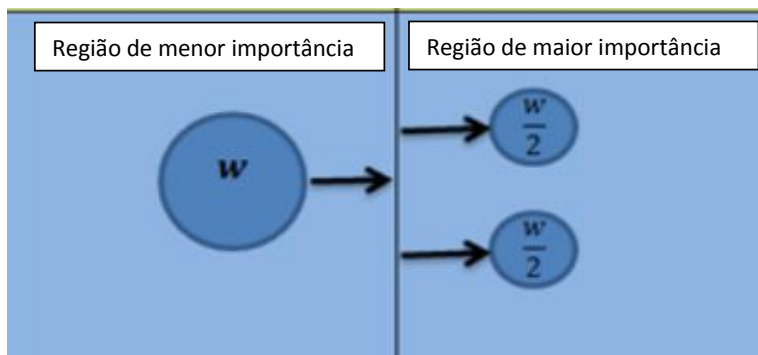 Região de menor importância
Região de maior importância
w
w/2
w/2